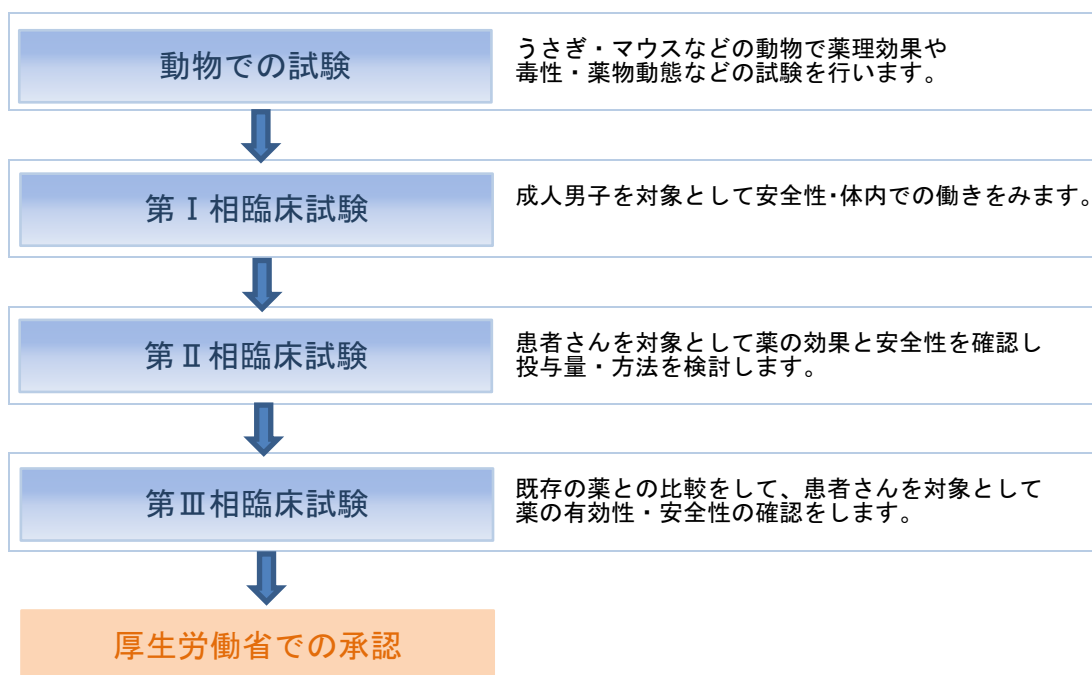 動物での試験
うさぎ・マウスなどの動物で薬理効果や
毒性・薬物動態などの試験を行います。
第Ⅰ相臨床試験
成人男子を対象として安全性･体内での働きをみます。
第Ⅱ相臨床試験
患者さんを対象として薬の効果と安全性を確認し
投与量・方法を検討します。
第Ⅲ相臨床試験
既存の薬との比較をして、患者さんを対象として
薬の有効性・安全性の確認をします。
厚生労働省での承認